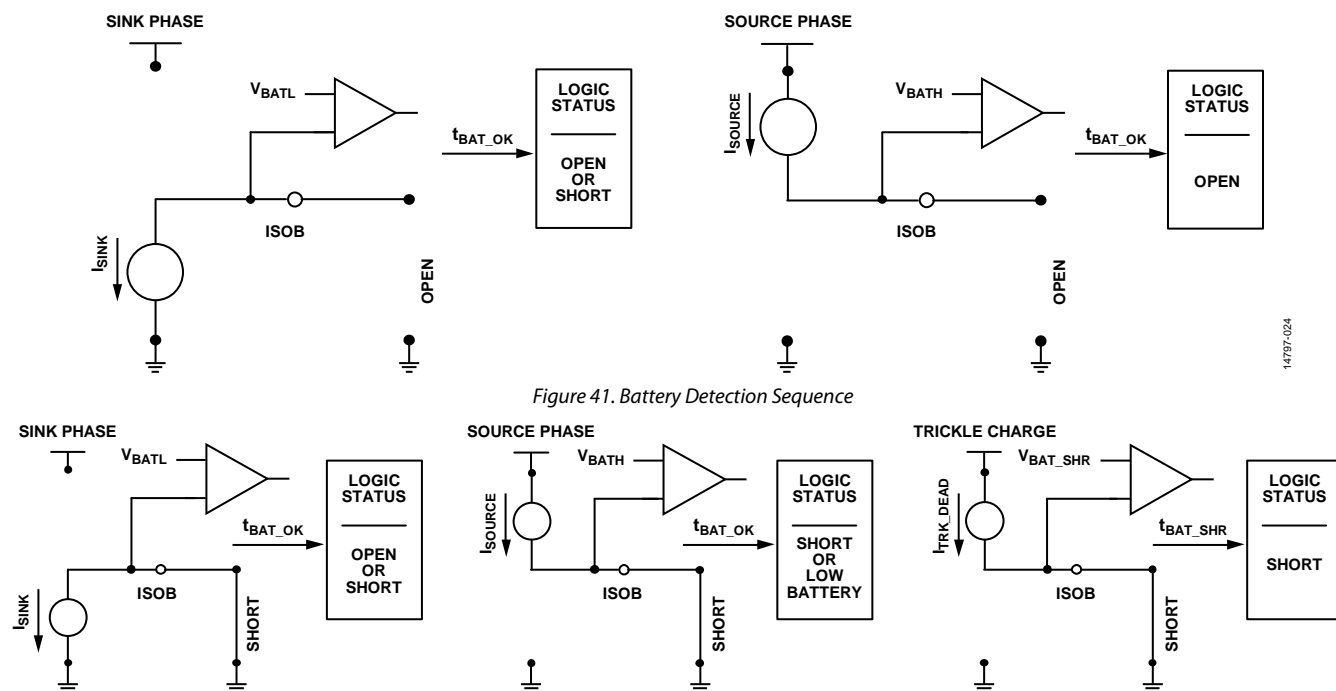 SINK PHASE
V_BATL
t_BAT_OK
LOGIC
STATUS
OPEN
OR
SHORT
ISOB
I_SINK
OPEN
SOURCE PHASE
I_SOURCE
V_BATH
t_BAT_OK
LOGIC
STATUS
OPEN
ISOB
OPEN
14797-024
Figure 41. Battery Detection Sequence
SINK PHASE
V_BATL
t_BAT_OK
LOGIC
STATUS
OPEN
OR
SHORT
ISOB
I_SINK
SHORT
SOURCE PHASE
V_BATH
I_SOURCE
t_BAT_OK
LOGIC
STATUS
SHORT
OR
LOW
BATTERY
ISOB
SHORT
TRICKLE CHARGE
V_BAT_SHR
I_TRK_DEAD
t_BAT_SHR
LOGIC
STATUS
SHORT
ISOB
SHORT